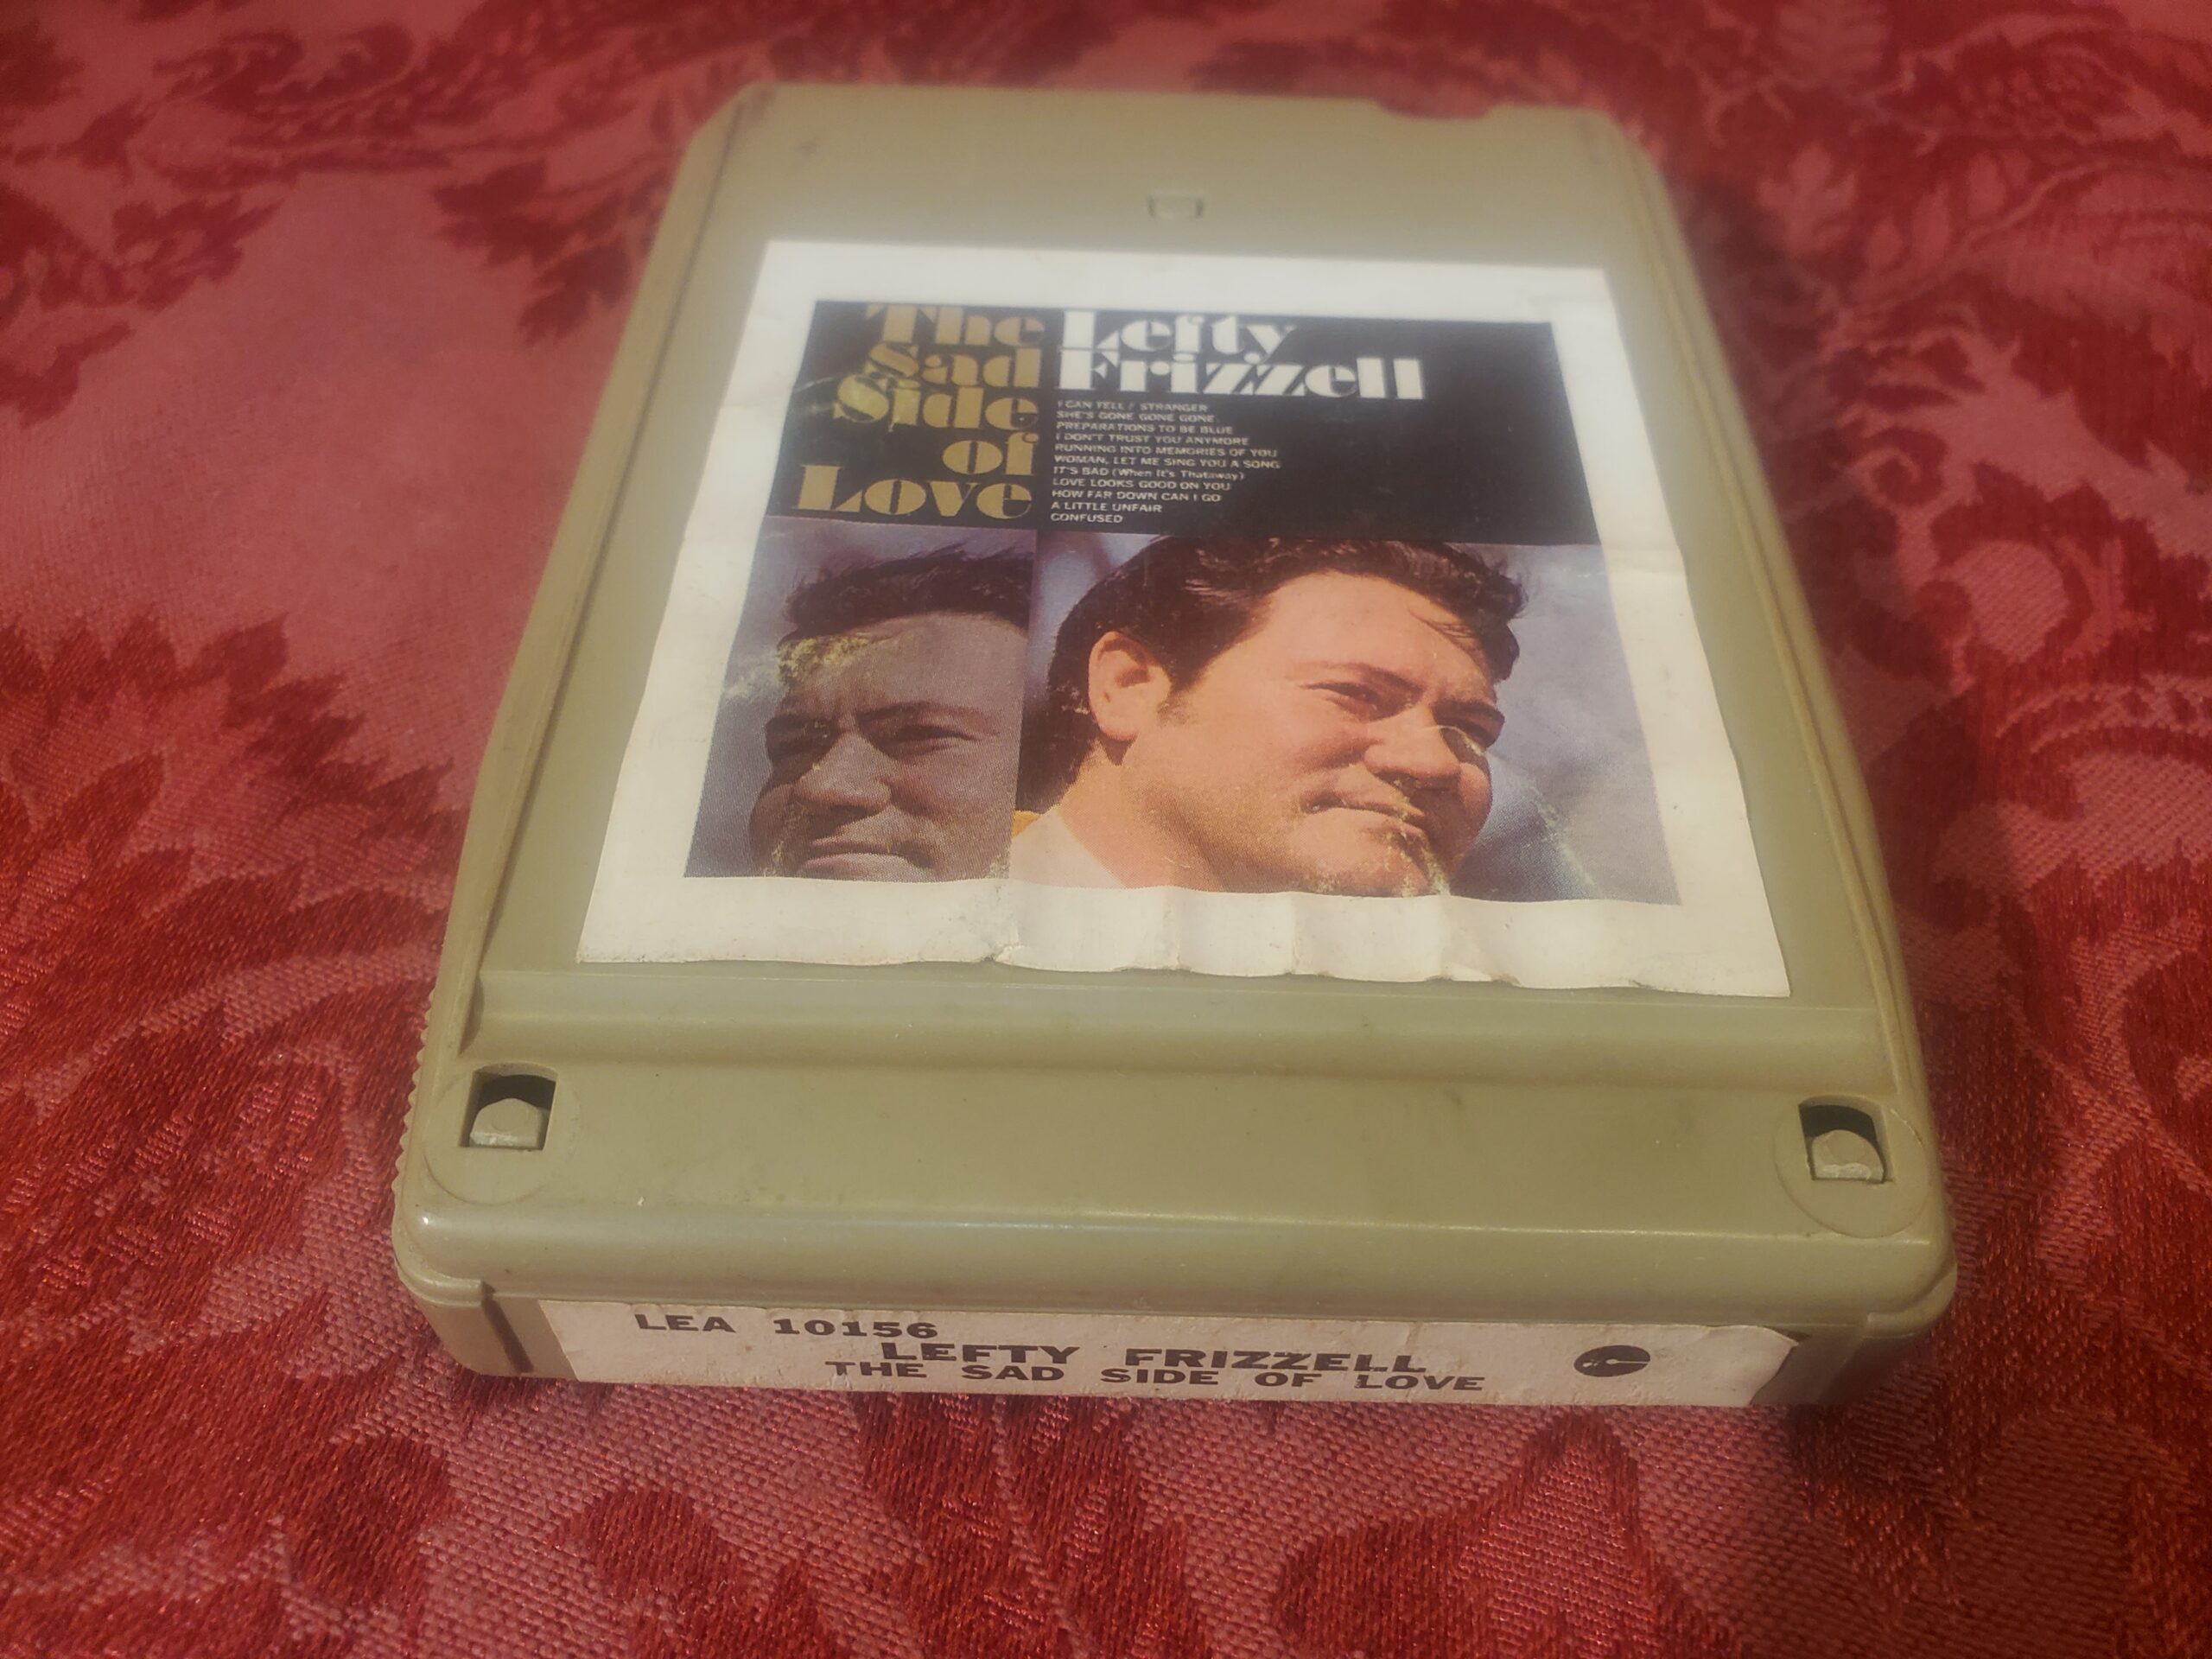 The
Sad
Side
of
Love
Lefty
Frizzell
I CAN TELL / STRANGER
SHE'S GONE GONE GONE
PREPARATIONS TO BE BLUE
I DON'T TRUST YOU ANYMORE
RUNNING INTO MEMORIES OF YOU
WOMAN, LET ME SING YOU A SONG
IT'S BAD (When It's Thataway)
LOVE LOOKS GOOD ON YOU
HOW FAR DOWN CAN I GO
A LITTLE UNFAIR
CONFUSED
LEA 10156
LEFTY FRIZZELL
THE SAD SIDE OF LOVE